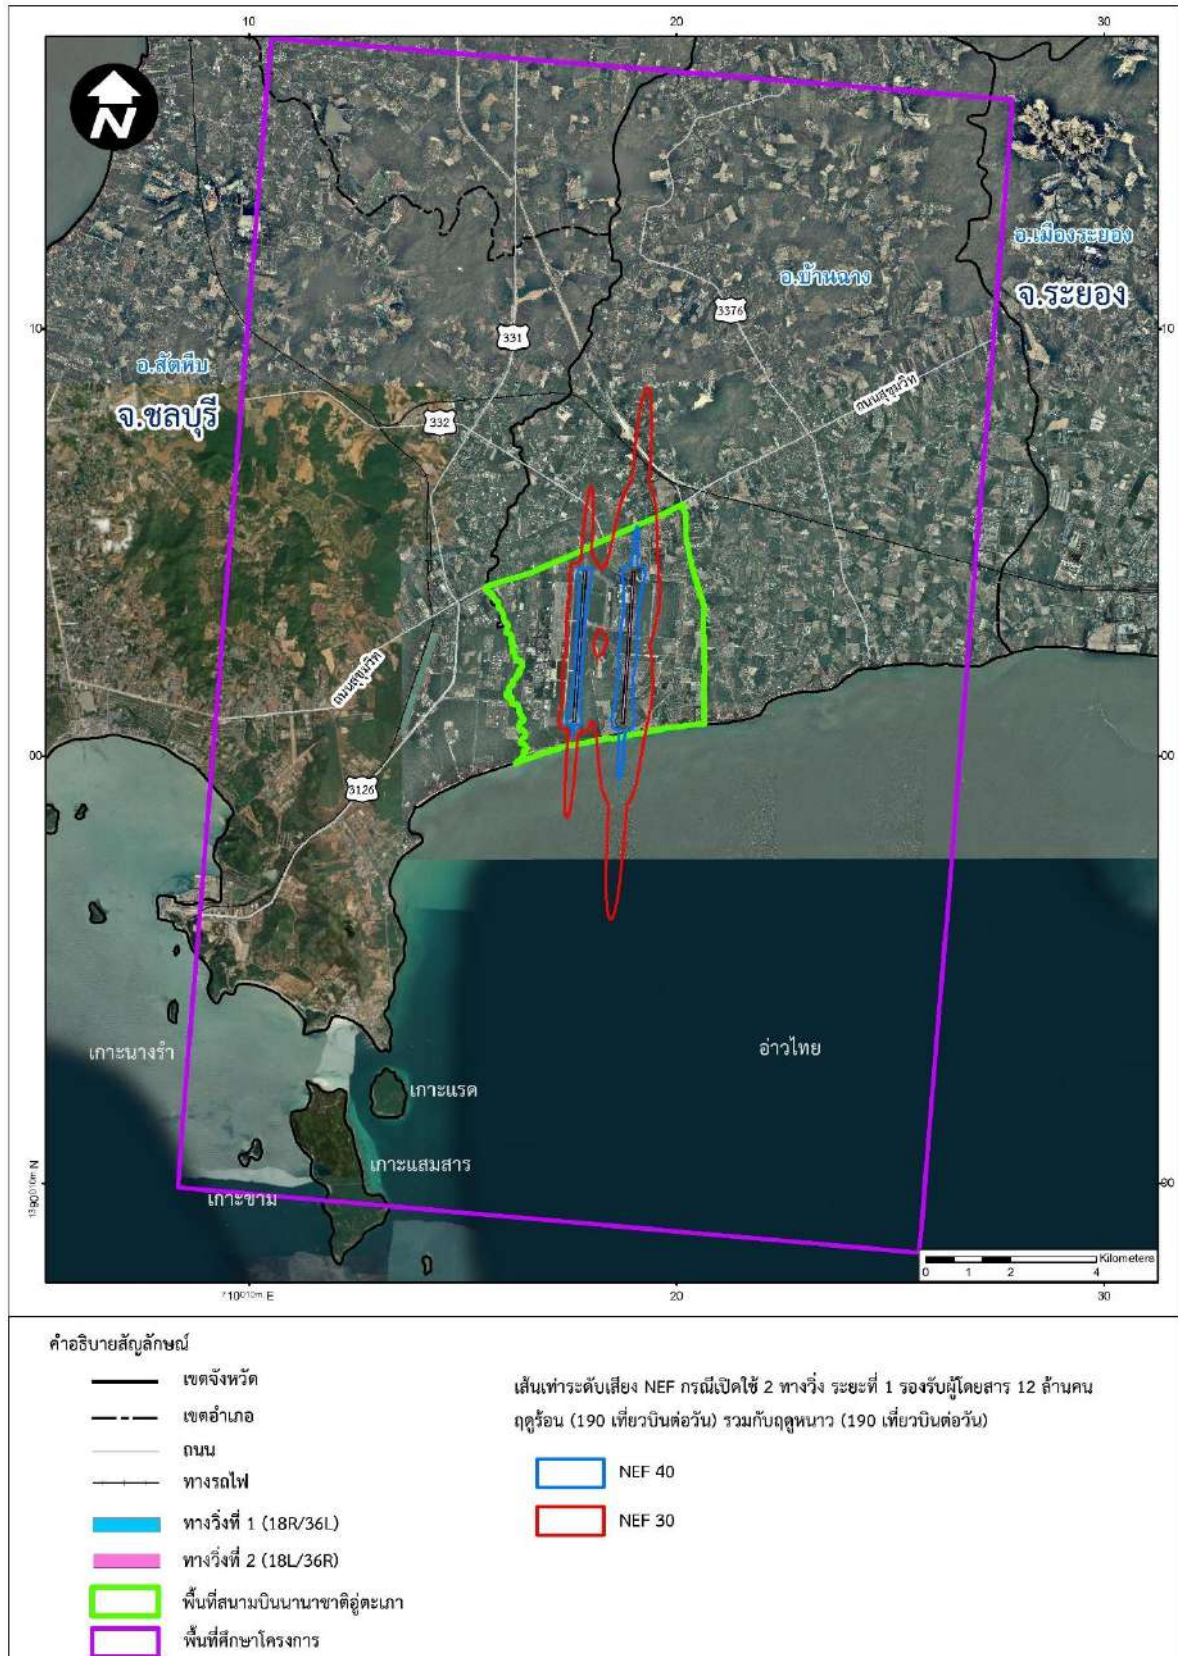 10 20 30
N
อ.เมืองระยอง
อ.บ้านฉาง
จ.ระยอง
3376
10 10
331
อ.สัตหีบ
ถนนสุขุมวิท
จ.ชลบุรี
332
ถนนสุขุมวิท
00 00
3126
อ่าวไทย
เกาะนางรำ
เกาะแรด
เกาะแสมสาร
เกาะขาม
1390010m N
00
Kilometers
0 1 2 4
710010m E 20 30
คำอธิบายสัญลักษณ์
เขตจังหวัด
เขตอำเภอ
ถนน
ทางรถไฟ
ทางวิ่งที่ 1 (18R/36L)
ทางวิ่งที่ 2 (18L/36R)
พื้นที่สนามบินนานาชาติอู่ตะเภา
พื้นที่ศึกษาโครงการ
เส้นเท่าระดับเสียง NEF กรณีเปิดใช้ 2 ทางวิ่ง ระยะที่ 1 รองรับผู้โดยสาร 12 ล้านคน
ฤดูร้อน (190 เที่ยวบินต่อวัน) รวมกับฤดูหนาว (190 เที่ยวบินต่อวัน)
NEF 40
NEF 30